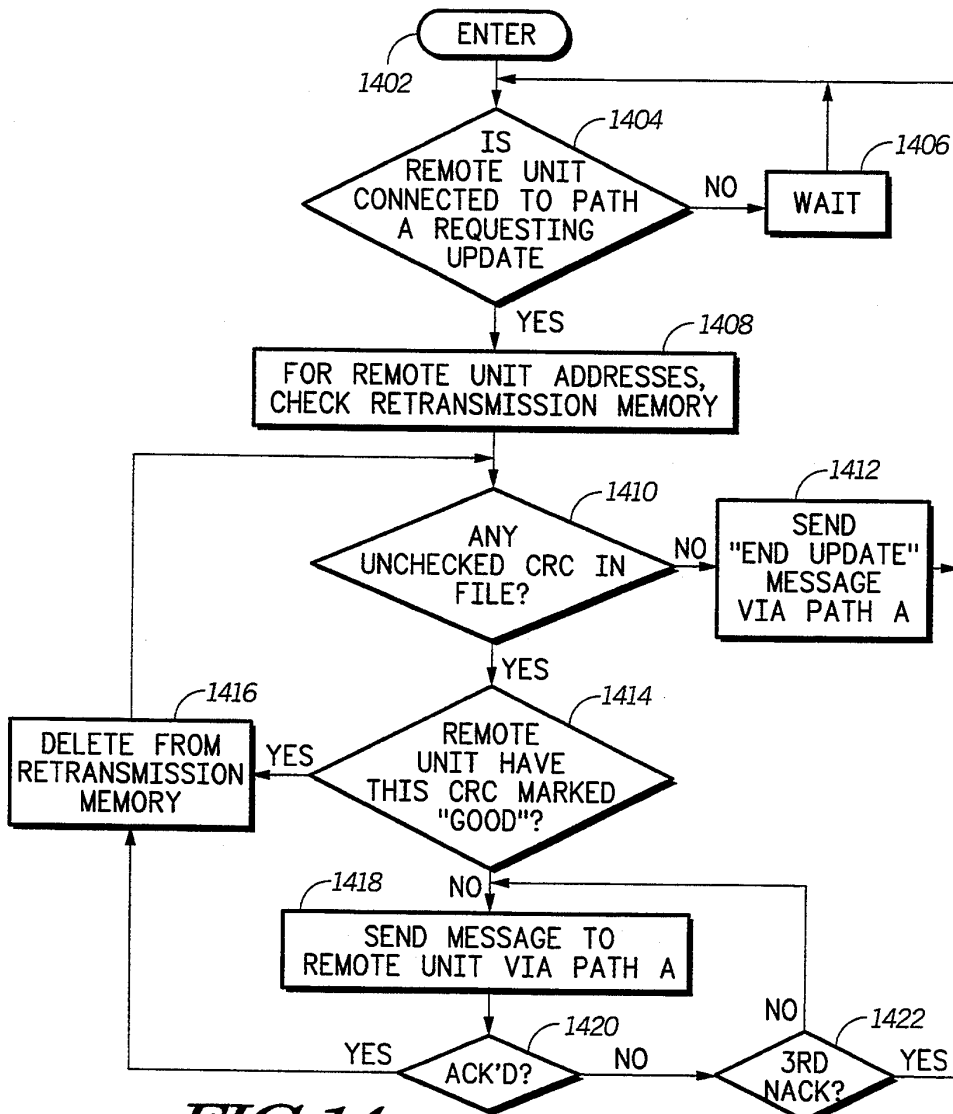 ENTER
1402
IS
REMOTE UNIT
CONNECTED TO PATH
A REQUESTING
UPDATE
1404
NO
1406
WAIT
YES
1408
FOR REMOTE UNIT ADDRESSES,
CHECK RETRANSMISSION MEMORY
1410
ANY
UNCHECKED CRC IN
FILE?
NO
1412
SEND
"END UPDATE"
MESSAGE
VIA PATH A
YES
1414
REMOTE
UNIT HAVE
THIS CRC MARKED
"GOOD"?
YES
1416
DELETE FROM
RETRANSMISSION
MEMORY
NO
1418
SEND MESSAGE TO
REMOTE UNIT VIA PATH A
1420
ACK'D?
YES
NO
1422
3RD
NACK?
NO
YES
FIG.14